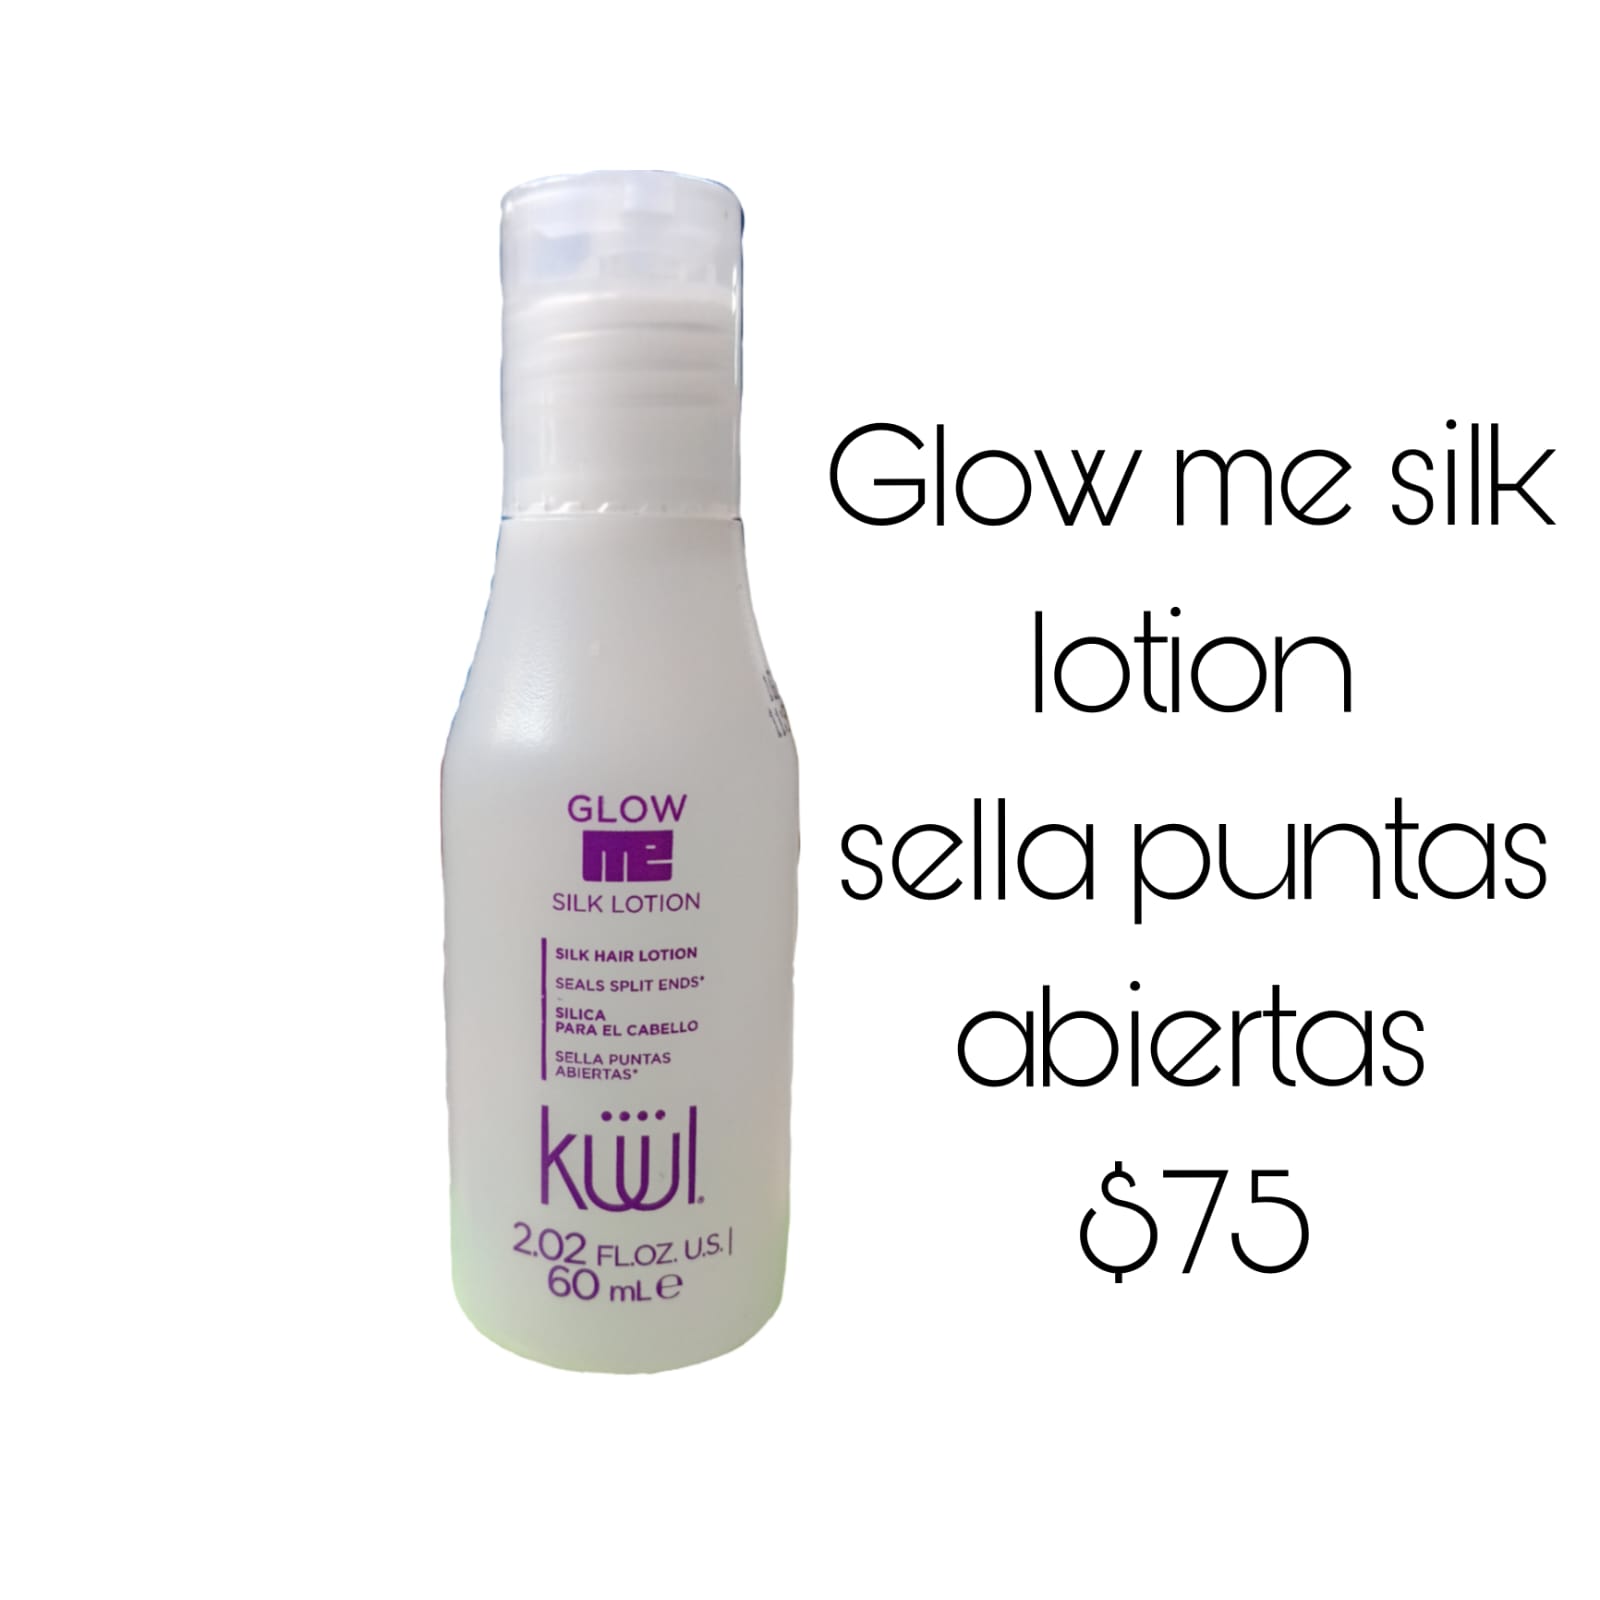 GLOW
me
SILK LOTION
SILK HAIR LOTION
SEALS SPLIT ENDS*
SILICA
PARA EL CABELLO
SELLA PUNTAS
ABIERTAS*
küül®
2.02 FL.OZ. U.S. |
60 mL ℮
Glow me silk
lotion
sella puntas
abiertas
$75